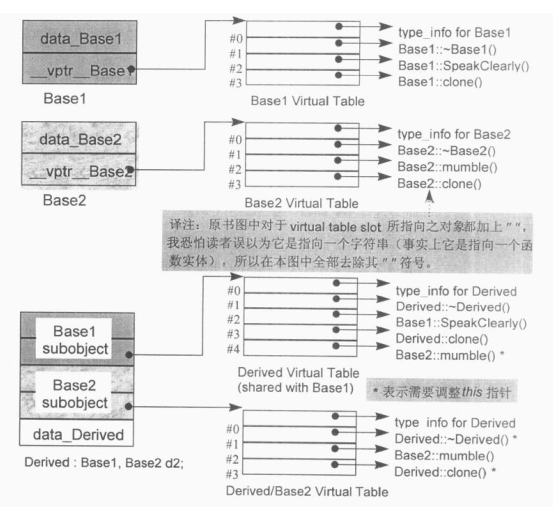 data_Base1
__vptr__Base1
Base1
#0
#1
#2
#3
Base1 Virtual Table
type_info for Base1
Base1::~Base1()
Base1::SpeakClearly()
Base1::clone()
data_Base2
__vptr__Base2
Base2
#0
#1
#2
#3
Base2 Virtual Table
type_info for Base2
Base2::~Base2()
Base2::mumble()
Base2::clone()
译注：原书图中对于 virtual table slot 所指向之对象都加上 " "，
我恐怕读者误以为它是指向一个字符串（事实上它是指向一个函
数实体），所以在本图中全部去除其 " " 符号。
Base1
subobject
Base2
subobject
data_Derived
Derived : Base1, Base2 d2;
#0
#1
#2
#3
#4
Derived Virtual Table
(shared with Base1)
type_info for Derived
Derived::~Derived()
Base1::SpeakClearly()
Derived::clone()
Base2::mumble() *
* 表示需要调整this 指针
#0
#1
#2
#3
Derived/Base2 Virtual Table
type info for Derived
Derived::~Derived() *
Base2::mumble()
Derived::clone() *